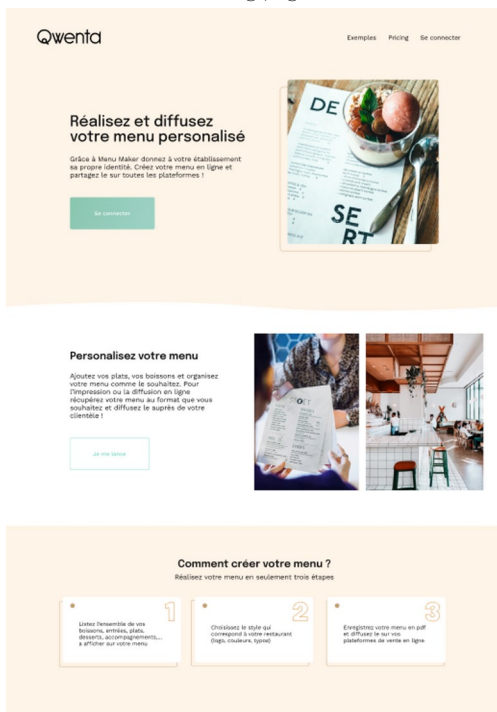 Qwenta
Exemples Pricing Se connecter
Réalisez et diffusez
votre menu personalisé
Grâce à Menu Maker donnez à votre établissement
sa propre identité. Créez votre menu en ligne et
partagez le sur toutes les plateformes !
Se connecter
DE
SE
RT
Personalisez votre menu
Ajoutez vos plats, vos boissons et organisez
votre menu comme le souhaitez. Pour
l'impression ou la diffusion en ligne
récupérez votre menu au format que vous
souhaitez et diffusez le auprès de votre
clientèle !
Je me lance
Comment créer votre menu ?
Réalisez votre menu en seulement trois étapes
1
Listez l'ensemble de vos
boissons, entrées, plats,
desserts, accompagnements,...
a afficher sur votre menu
2
Choisissez le style qui
correspond à votre restaurant
(logo, couleurs, typos)
3
Enregistrez votre menu en pdf
et diffusez le sur vos
plateformes de vente en ligne